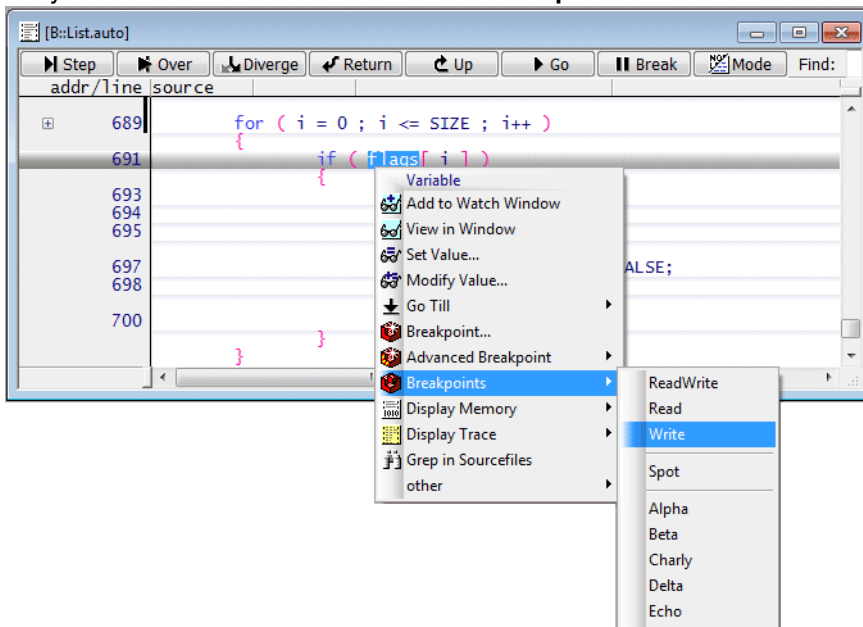 [B::List.auto]
Step Over Diverge Return Up Go Break Mode Find:
addr/line source
689 for ( i = 0 ; i <= SIZE ; i++ )
{
691 if ( flags[ i ] )
{
693
694
695
697 ALSE;
698
700
}
}
Variable
Add to Watch Window
View in Window
Set Value...
Modify Value...
Go Till
Breakpoint...
Advanced Breakpoint
Breakpoints
Display Memory
Display Trace
Grep in Sourcefiles
other
ReadWrite
Read
Write
Spot
Alpha
Beta
Charly
Delta
Echo